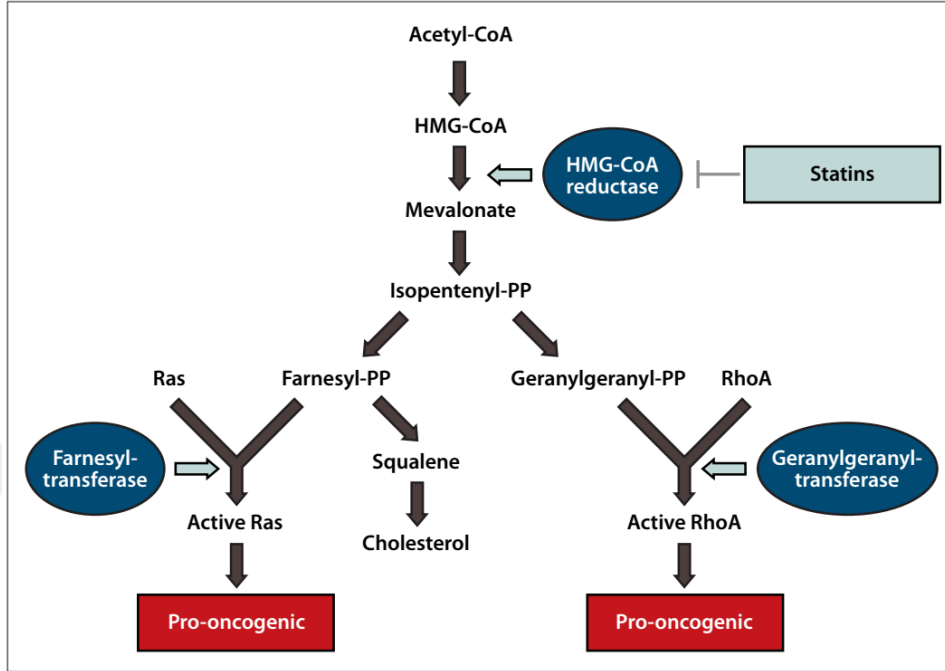 Acetyl-CoA
HMG-CoA
HMG-CoA
reductase
Statins
Mevalonate
Isopentenyl-PP
Ras
Farnesyl-PP
Geranylgeranyl-PP
RhoA
Farnesyl-
transferase
Squalene
Geranylgeranyl-
transferase
Active Ras
Cholesterol
Active RhoA
Pro-oncogenic
Pro-oncogenic